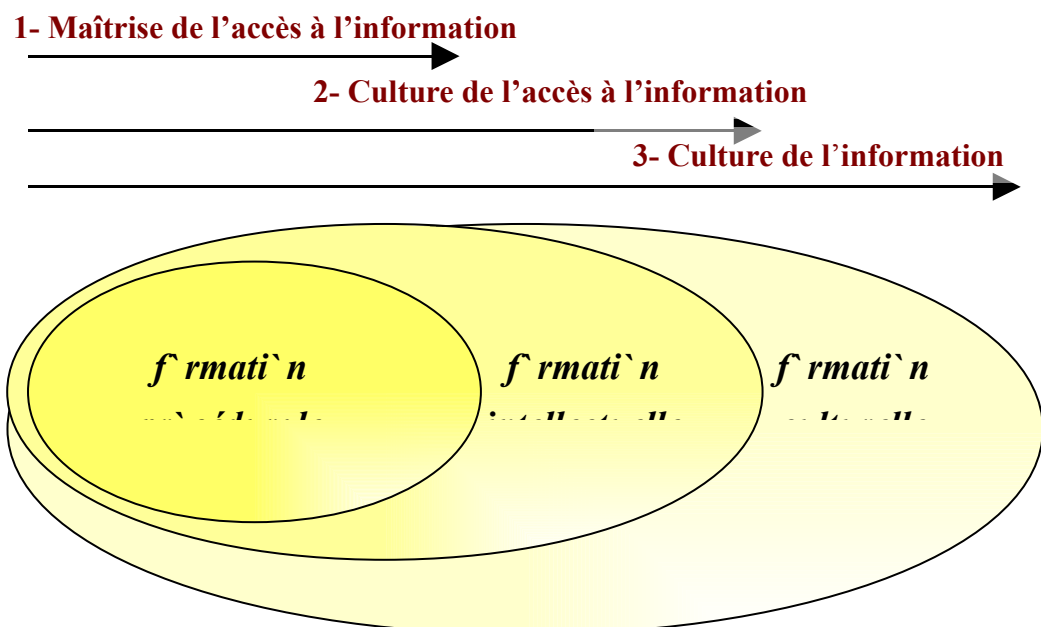 1- Maîtrise de l’accès à l’information
2- Culture de l’accès à l’information
3- Culture de l’information
f` rmati` n f` rmati` n f` rmati` n